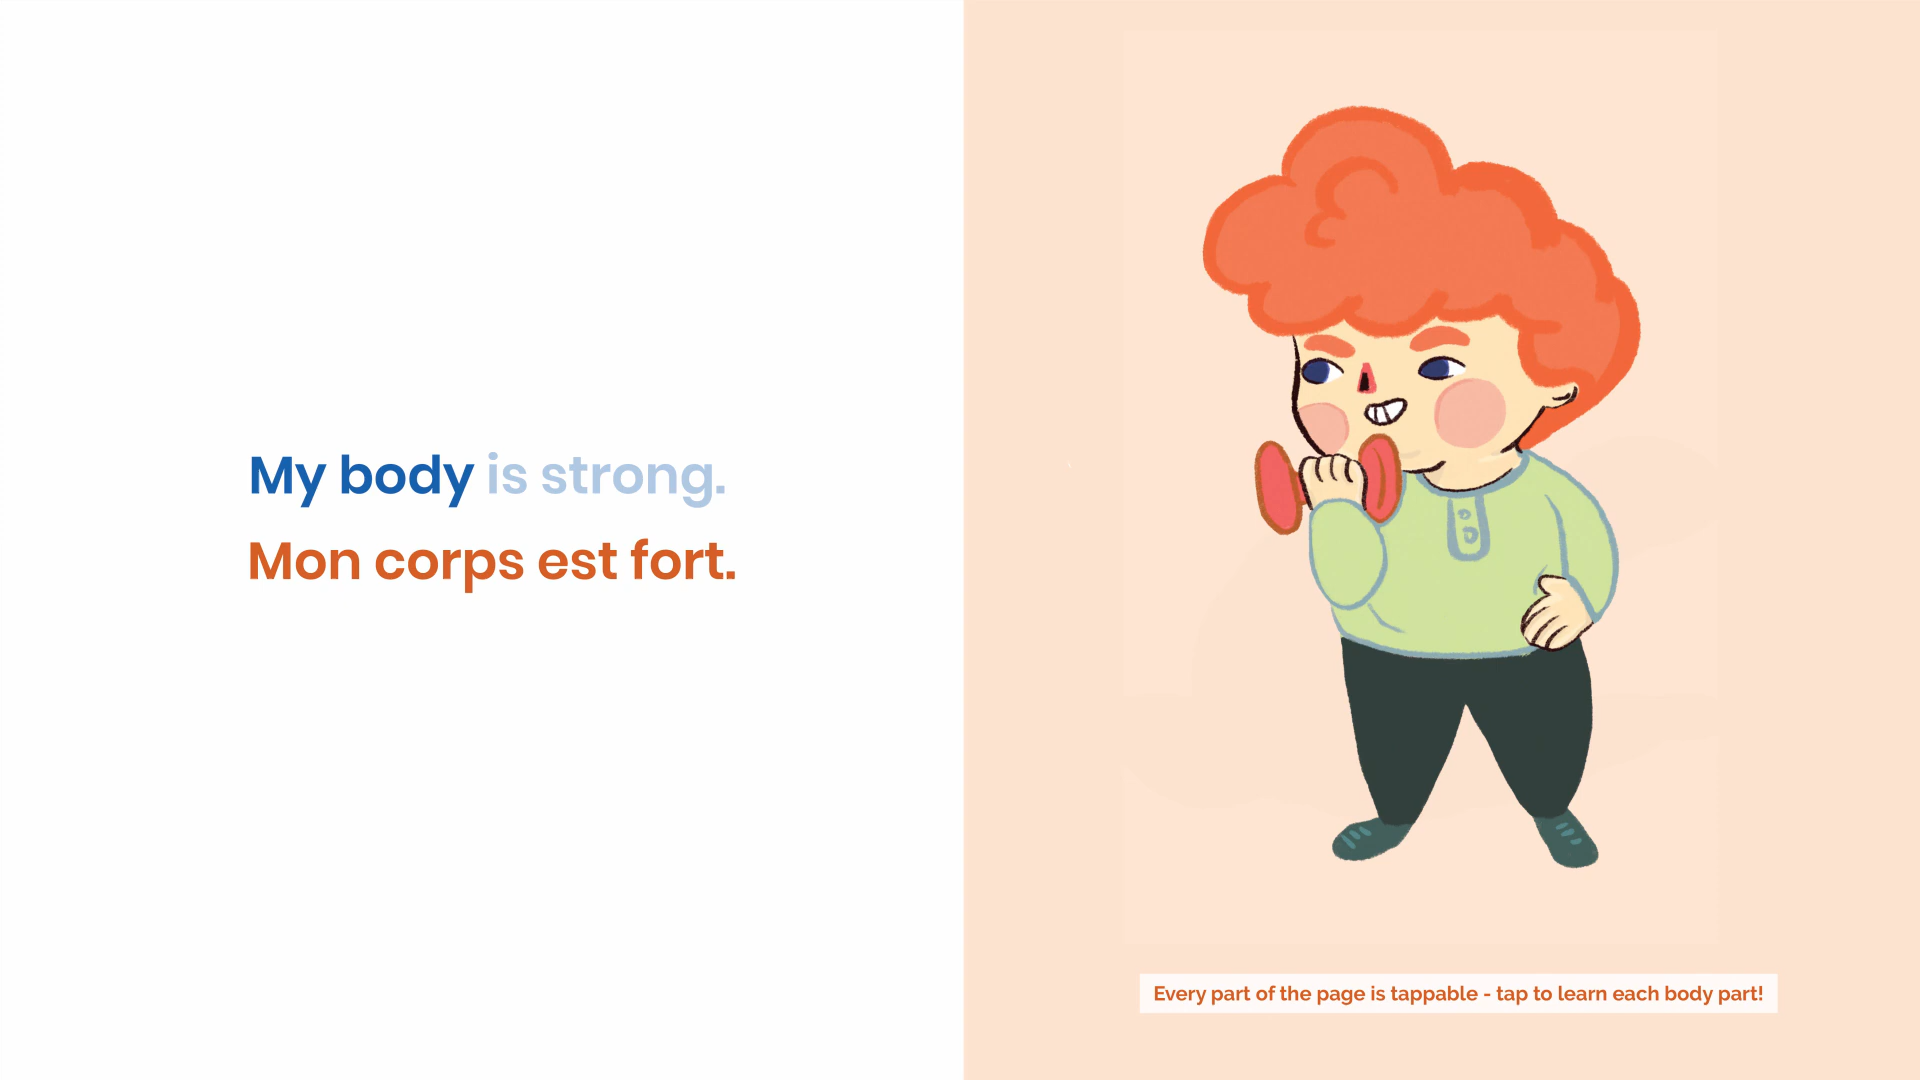 My body is strong.
Mon corps est fort.
Every part of the page is tappable - tap to learn each body part!